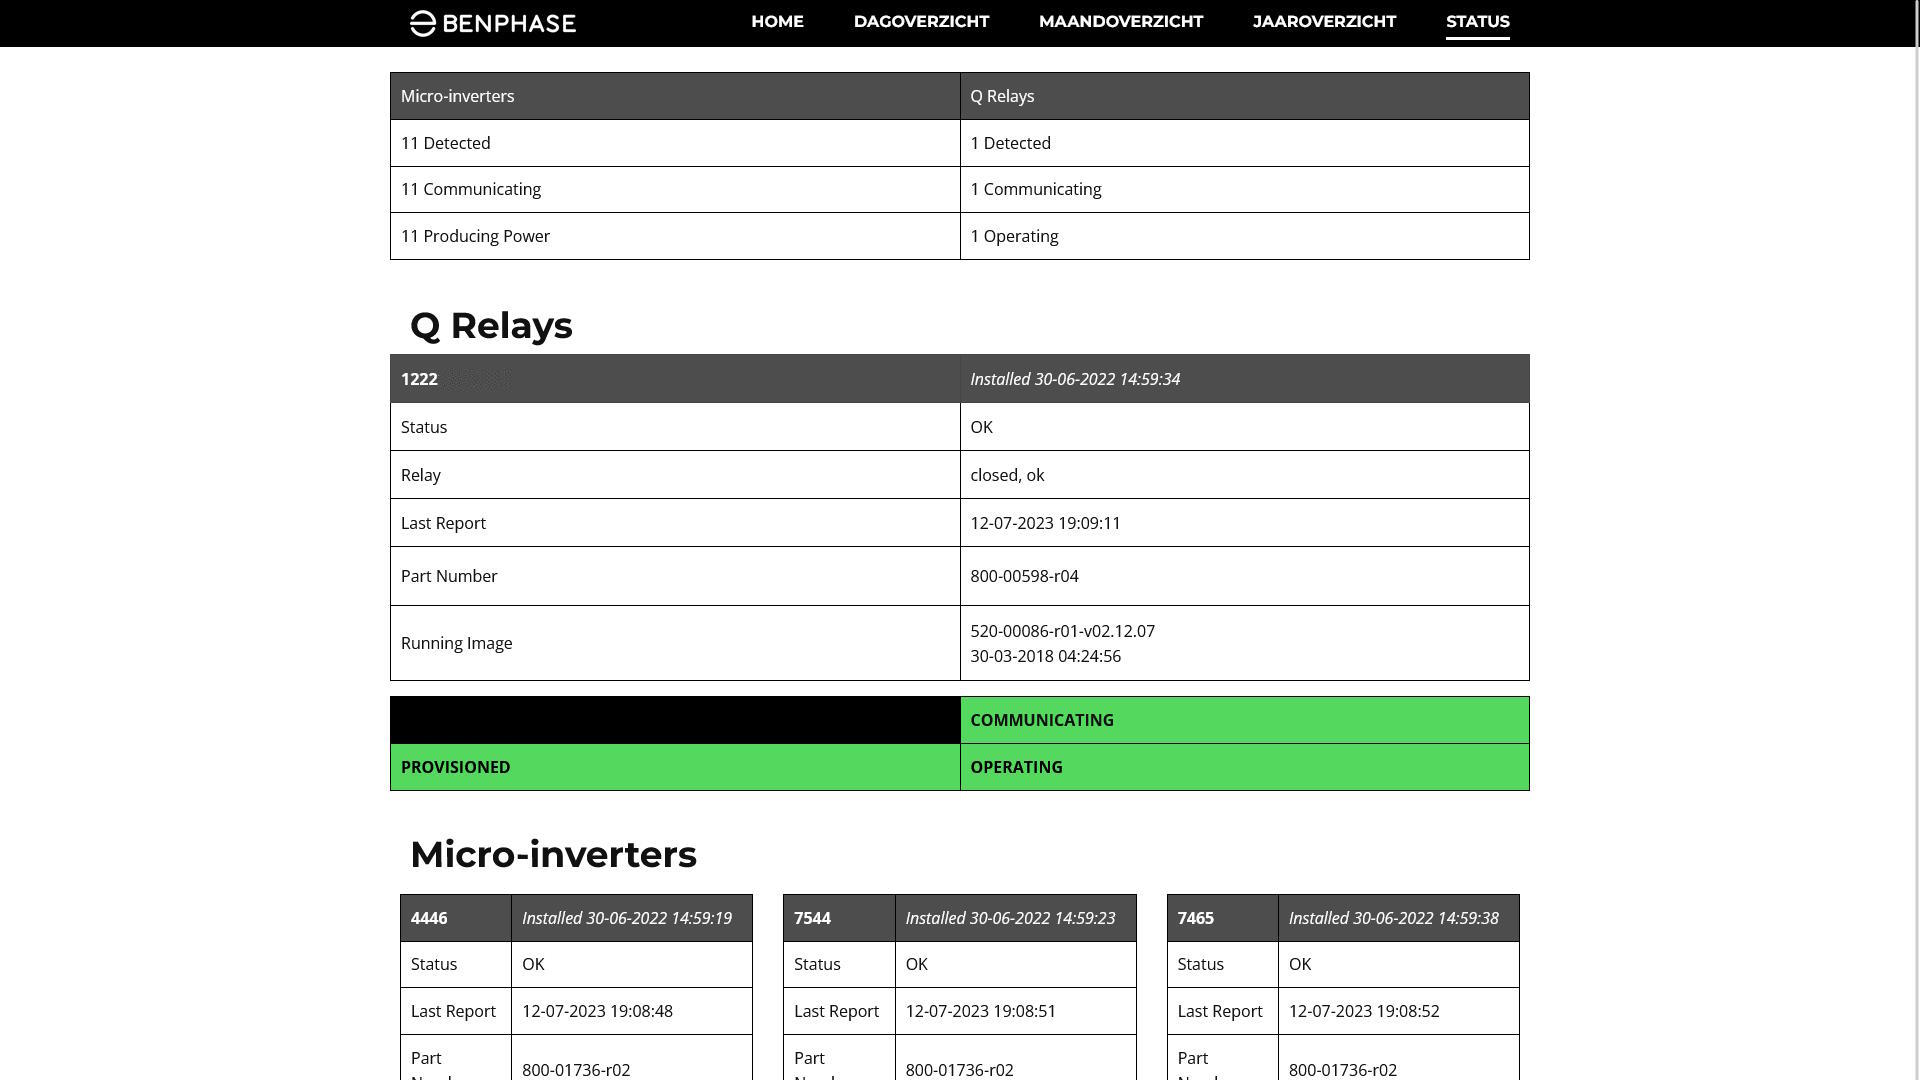 BENPHASE HOME DAGOVERZICHT MAANDOVERZICHT JAAROVERZICHT STATUS
Micro-inverters Q Relays
11 Detected 1 Detected
11 Communicating 1 Communicating
11 Producing Power 1 Operating
Q Relays
1222 Installed 30-06-2022 14:59:34
Status OK
Relay closed, ok
Last Report 12-07-2023 19:09:11
Part Number 800-00598-r04
Running Image 520-00086-r01-v02.12.07
30-03-2018 04:24:56
COMMUNICATING
PROVISIONED OPERATING
Micro-inverters
4446 Installed 30-06-2022 14:59:19 7544 Installed 30-06-2022 14:59:23 7465 Installed 30-06-2022 14:59:38
Status OK Status OK Status OK
Last Report 12-07-2023 19:08:48 Last Report 12-07-2023 19:08:51 Last Report 12-07-2023 19:08:52
Part 800-01736-r02 Part 800-01736-r02 Part 800-01736-r02